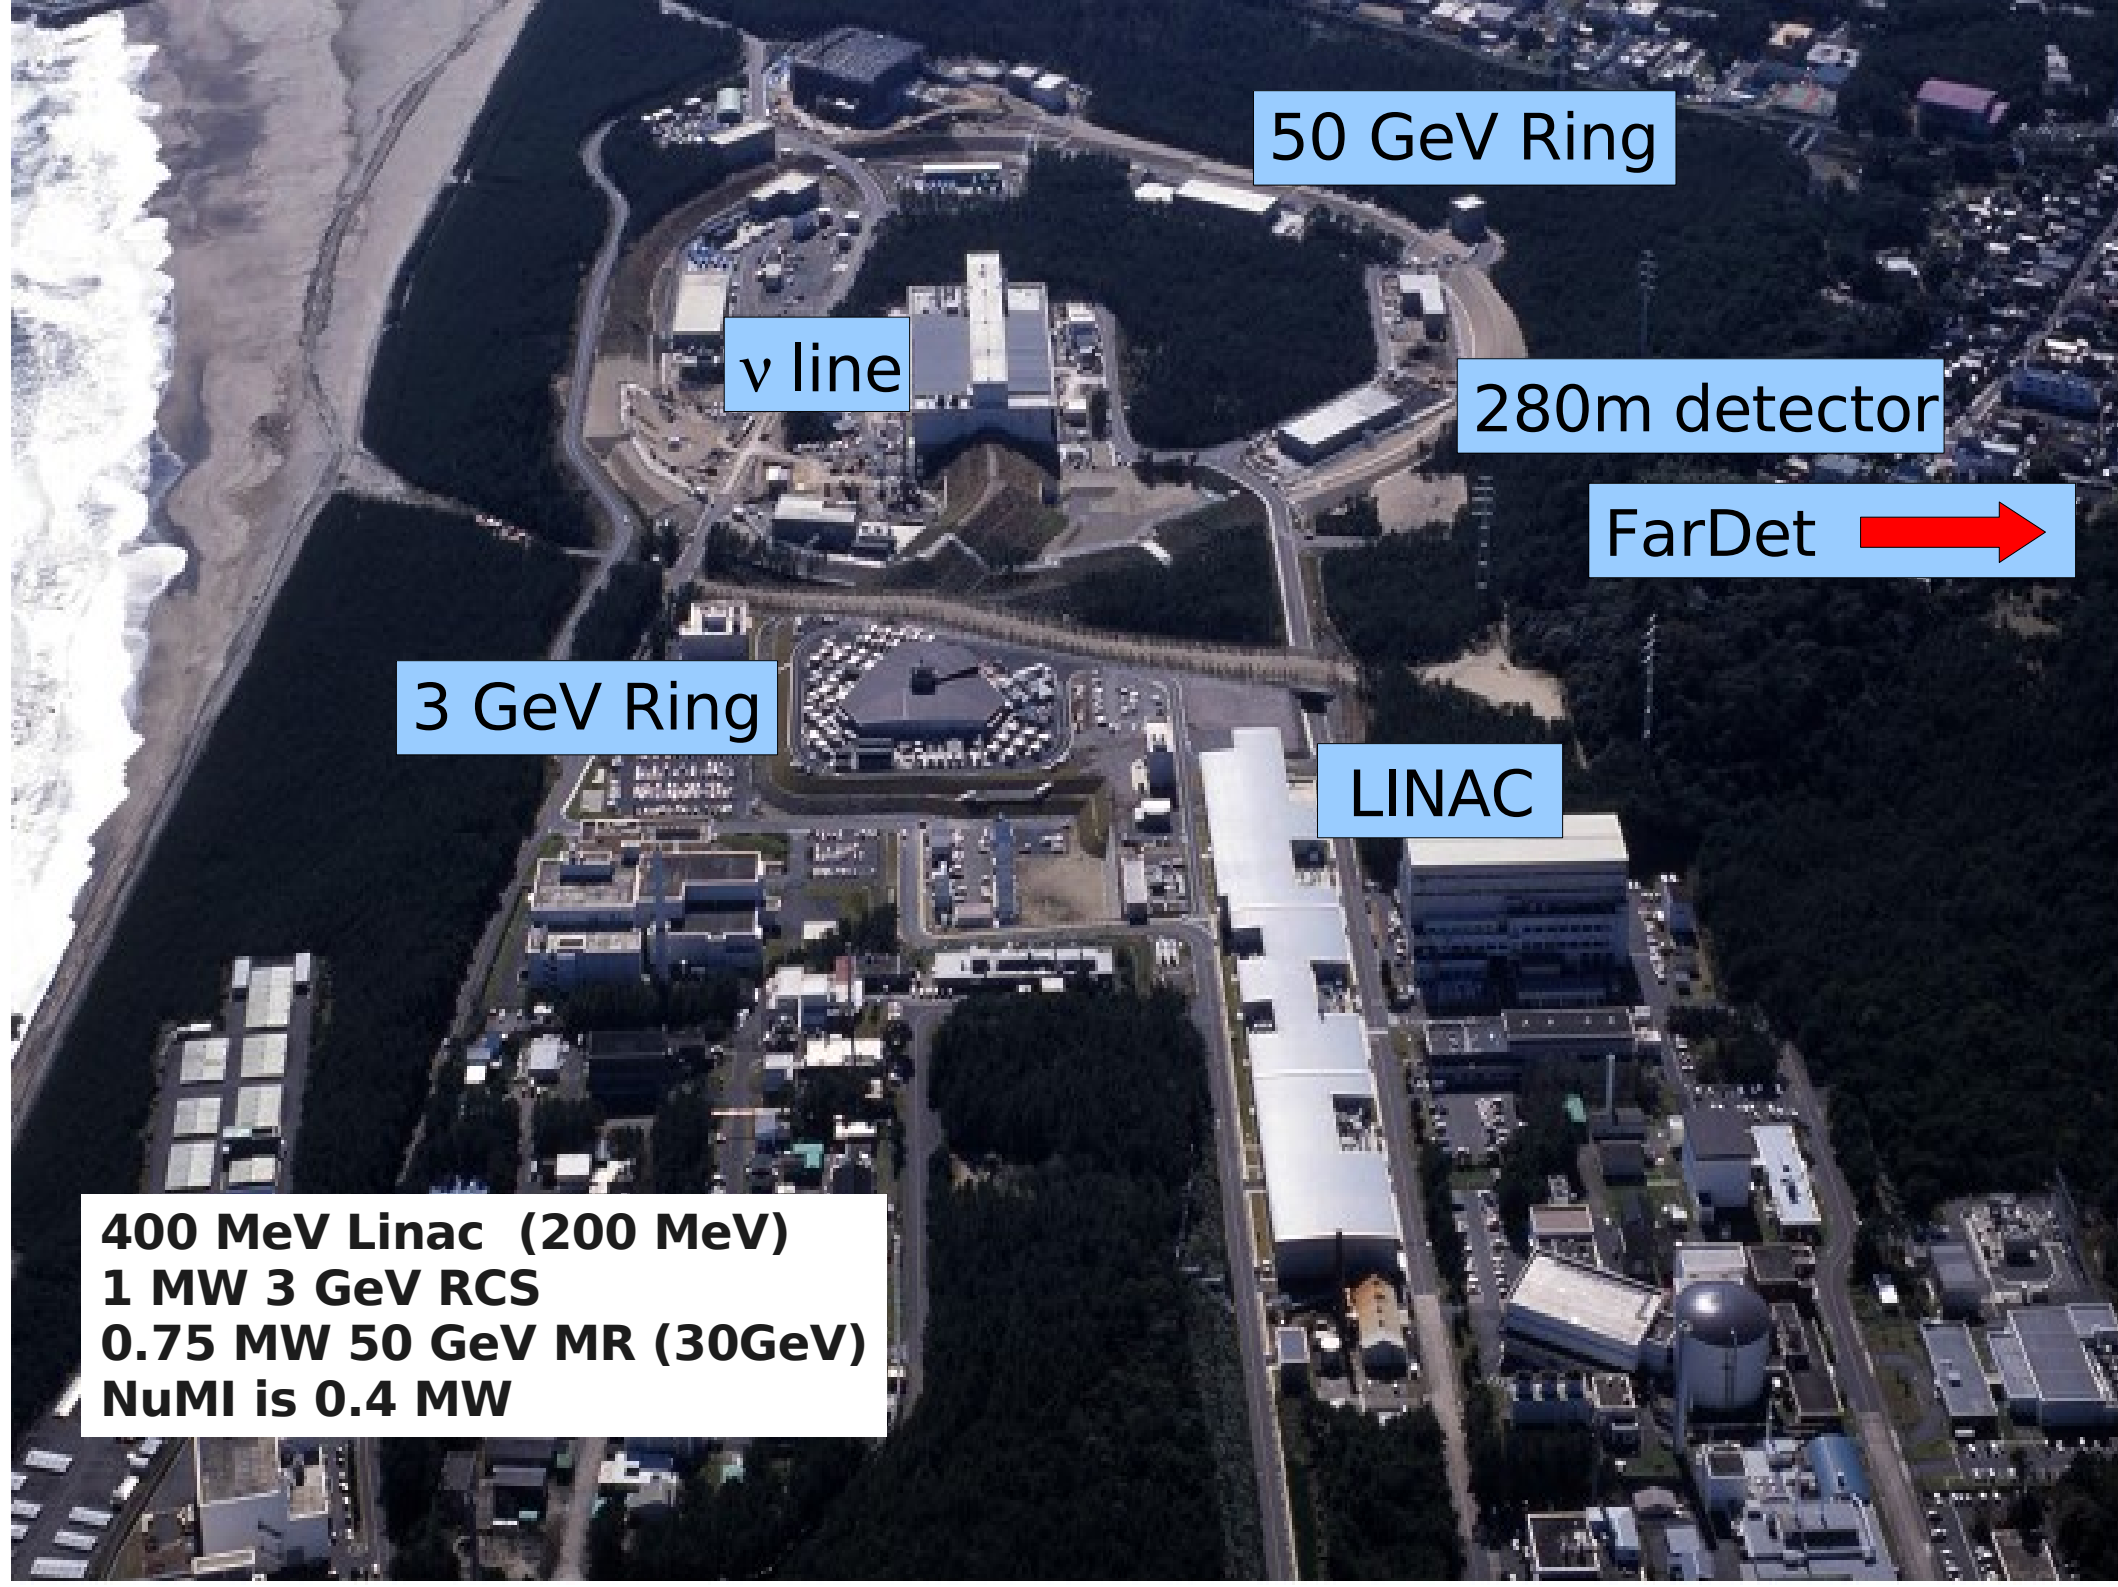 50 GeV Ring
ν line
280m detector
FarDet
3 GeV Ring
LINAC
400 MeV Linac  (200 MeV)
1 MW 3 GeV RCS
0.75 MW 50 GeV MR (30GeV)
NuMI is 0.4 MW